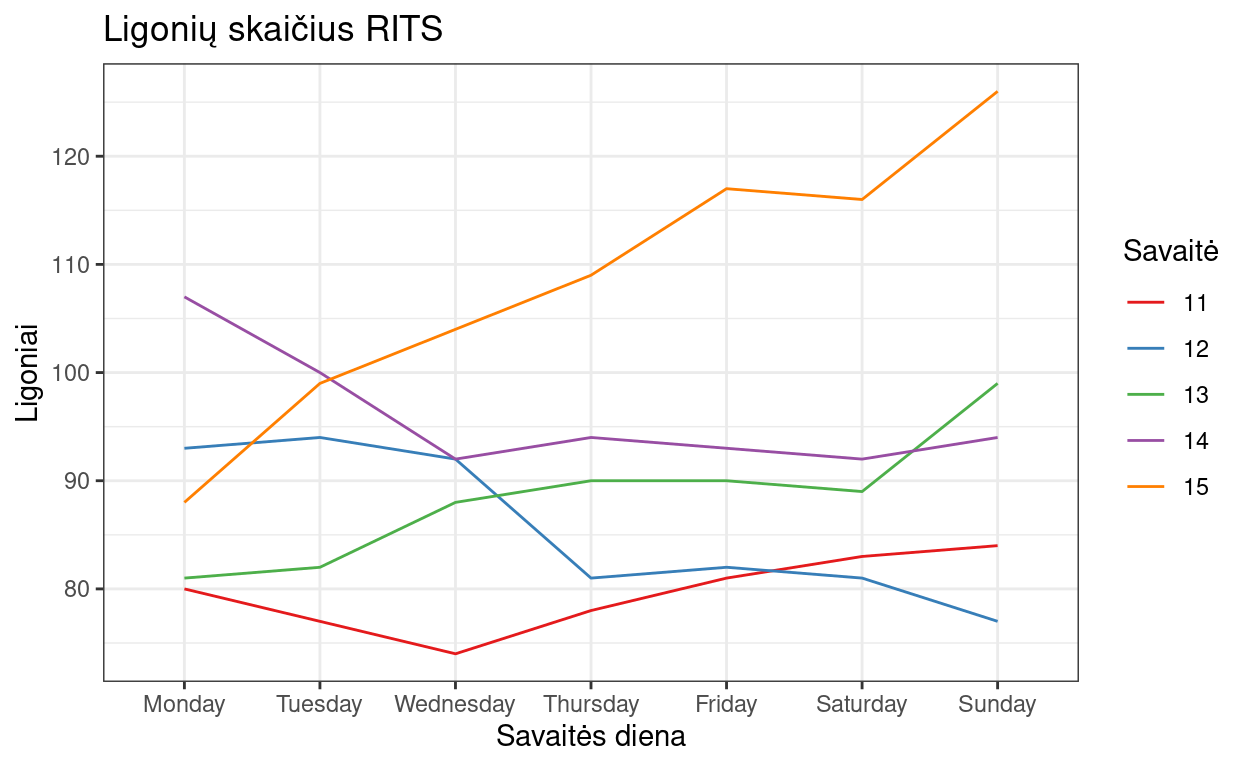 Ligonių skaičius RITS
120
110
100
90
80
Ligoniai
Monday Tuesday Wednesday Thursday Friday Saturday Sunday
Savaitės diena
Savaitė
11
12
13
14
15